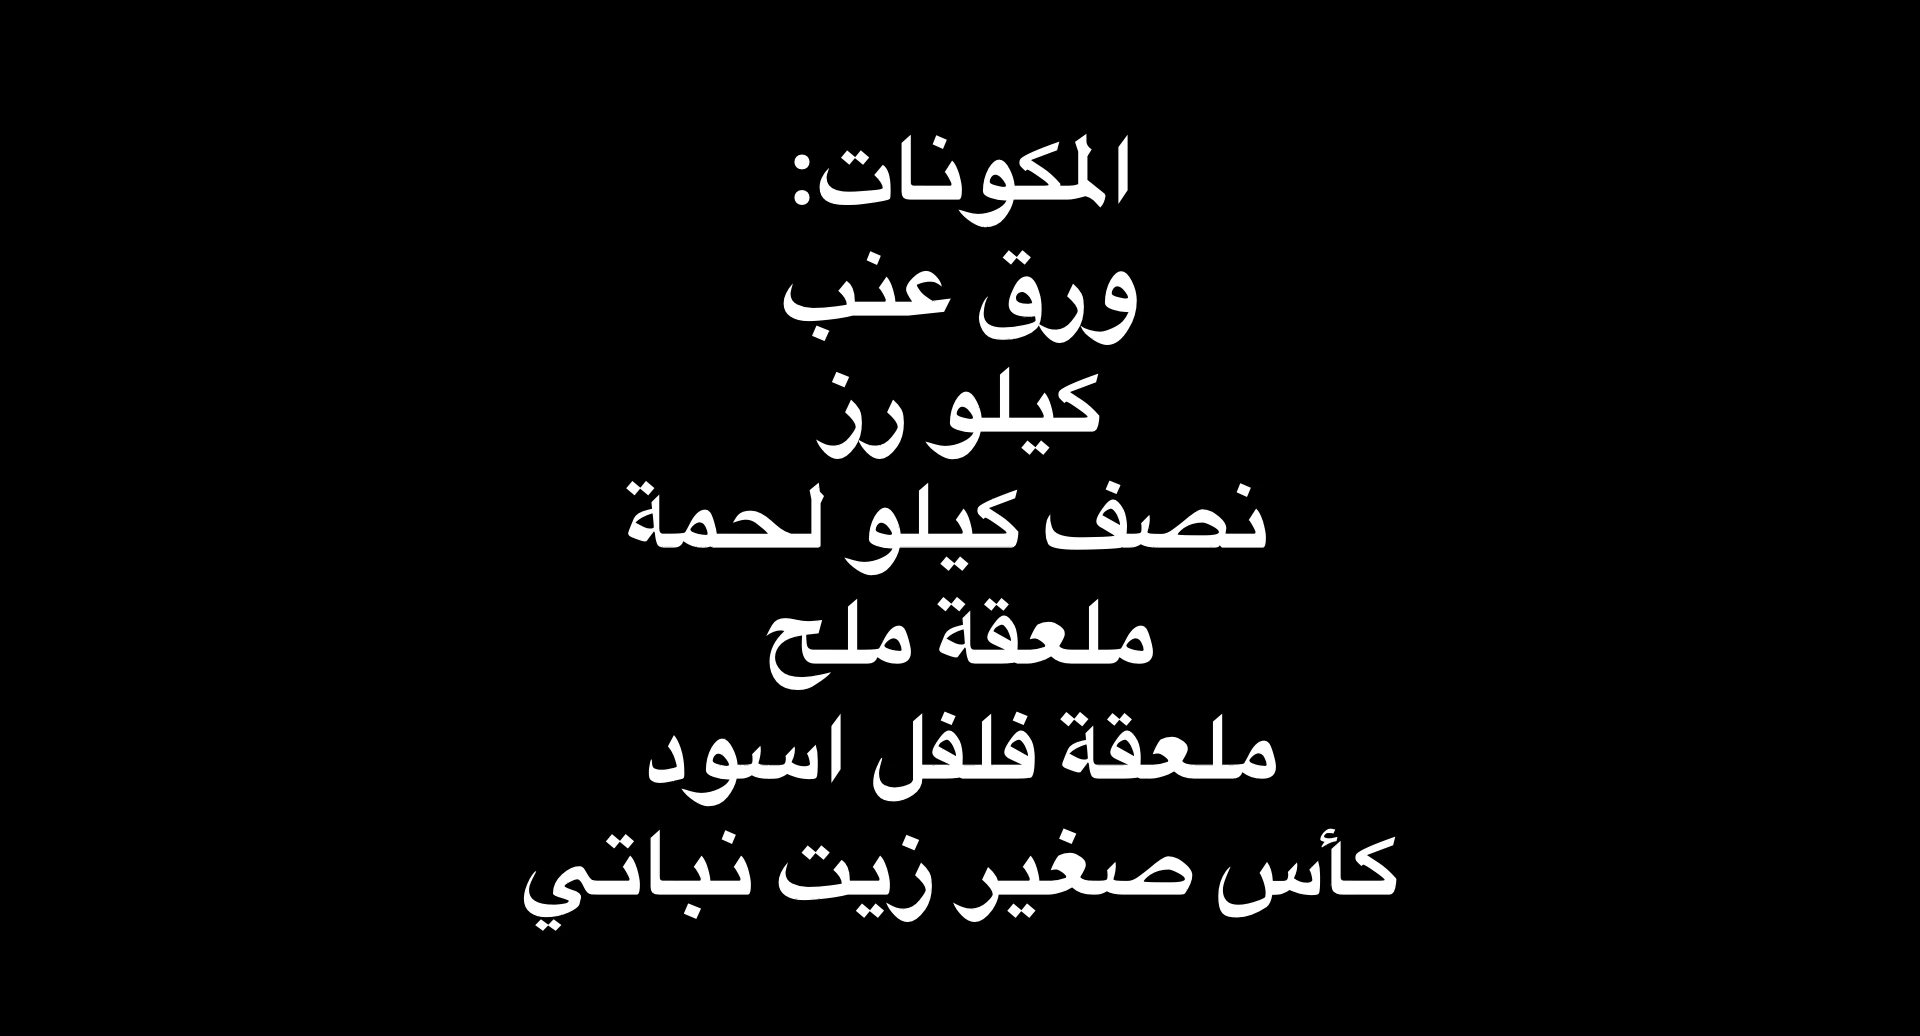 المكونات:
ورق عنب
كيلو رز
نصف كيلو لحمة
ملعقة ملح
ملعقة فلفل اسود
كأس صغير زيت نباتي